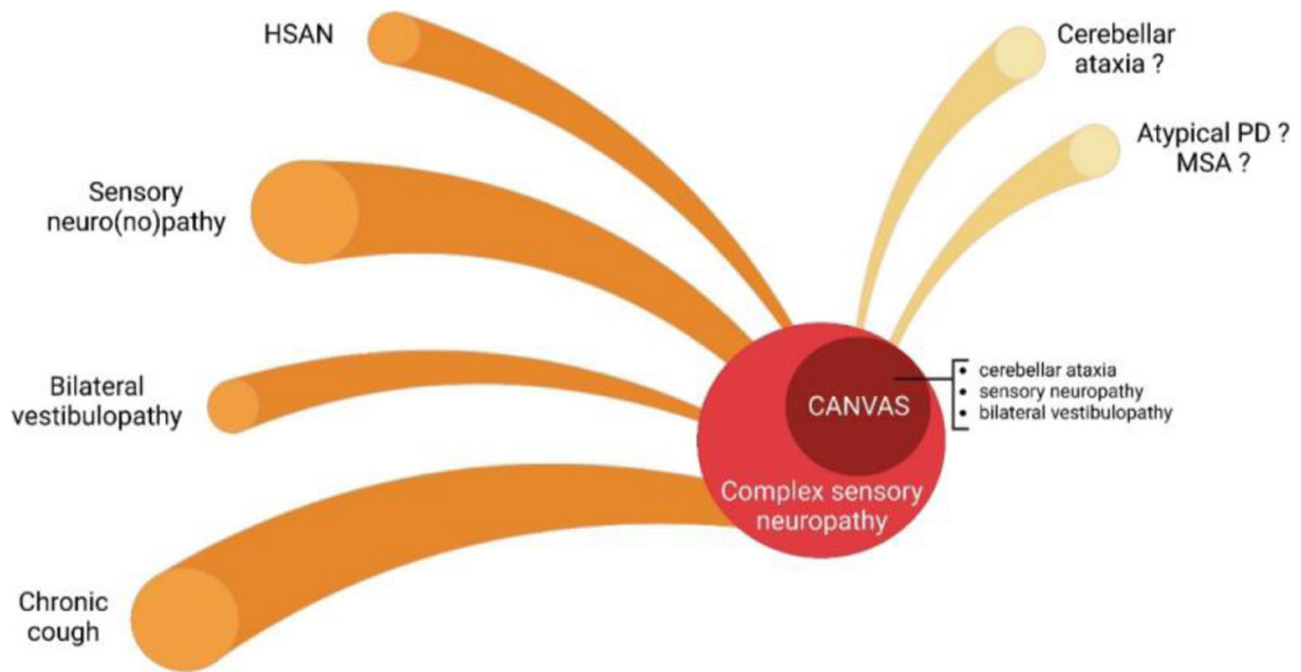 HSAN
Cerebellar
ataxia ?
Atypical PD ?
MSA ?
Sensory
neuro(no)pathy
Bilateral
vestibulopathy
CANVAS
• cerebellar ataxia
• sensory neuropathy
• bilateral vestibulopathy
Complex sensory
neuropathy
Chronic
cough